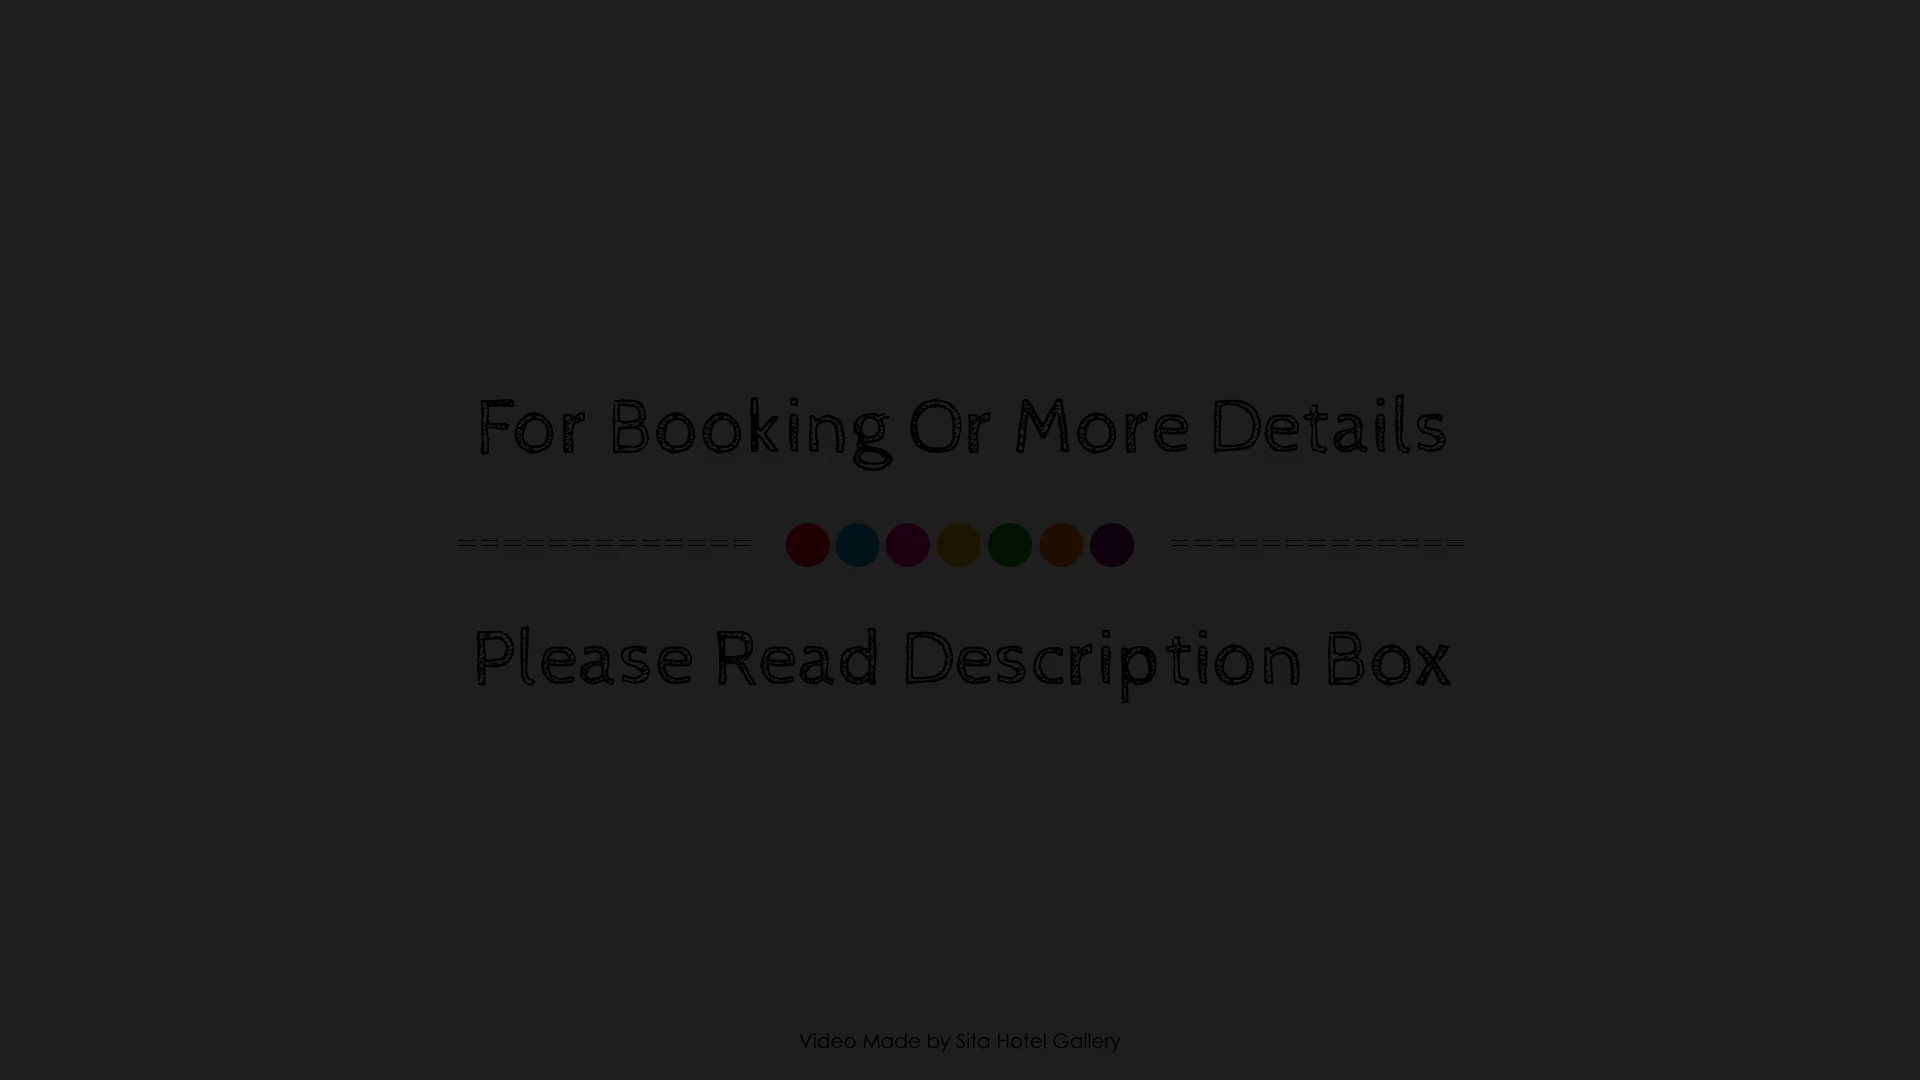 For Booking Or More Details
============= =============
Please Read Description Box
Video Made by Sita Hotel Gallery